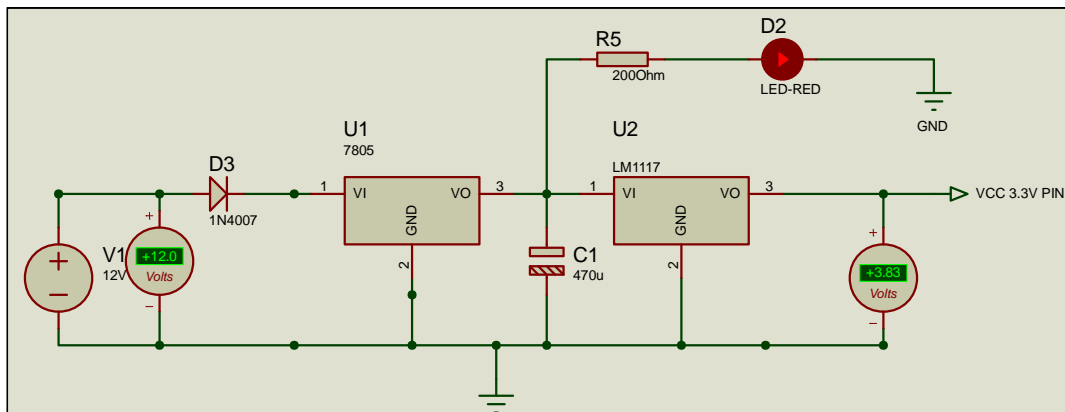 D2
R5
200Ohm
LED-RED
GND
U1
7805
U2
LM1117
D3
1N4007
1
VI
VO
3
GND
2
1
VI
VO
3
GND
2
VCC 3.3V PIN
V1
12V
+
+12.0
Volts
−
+
−
C1
470u
+
+3.83
Volts
−